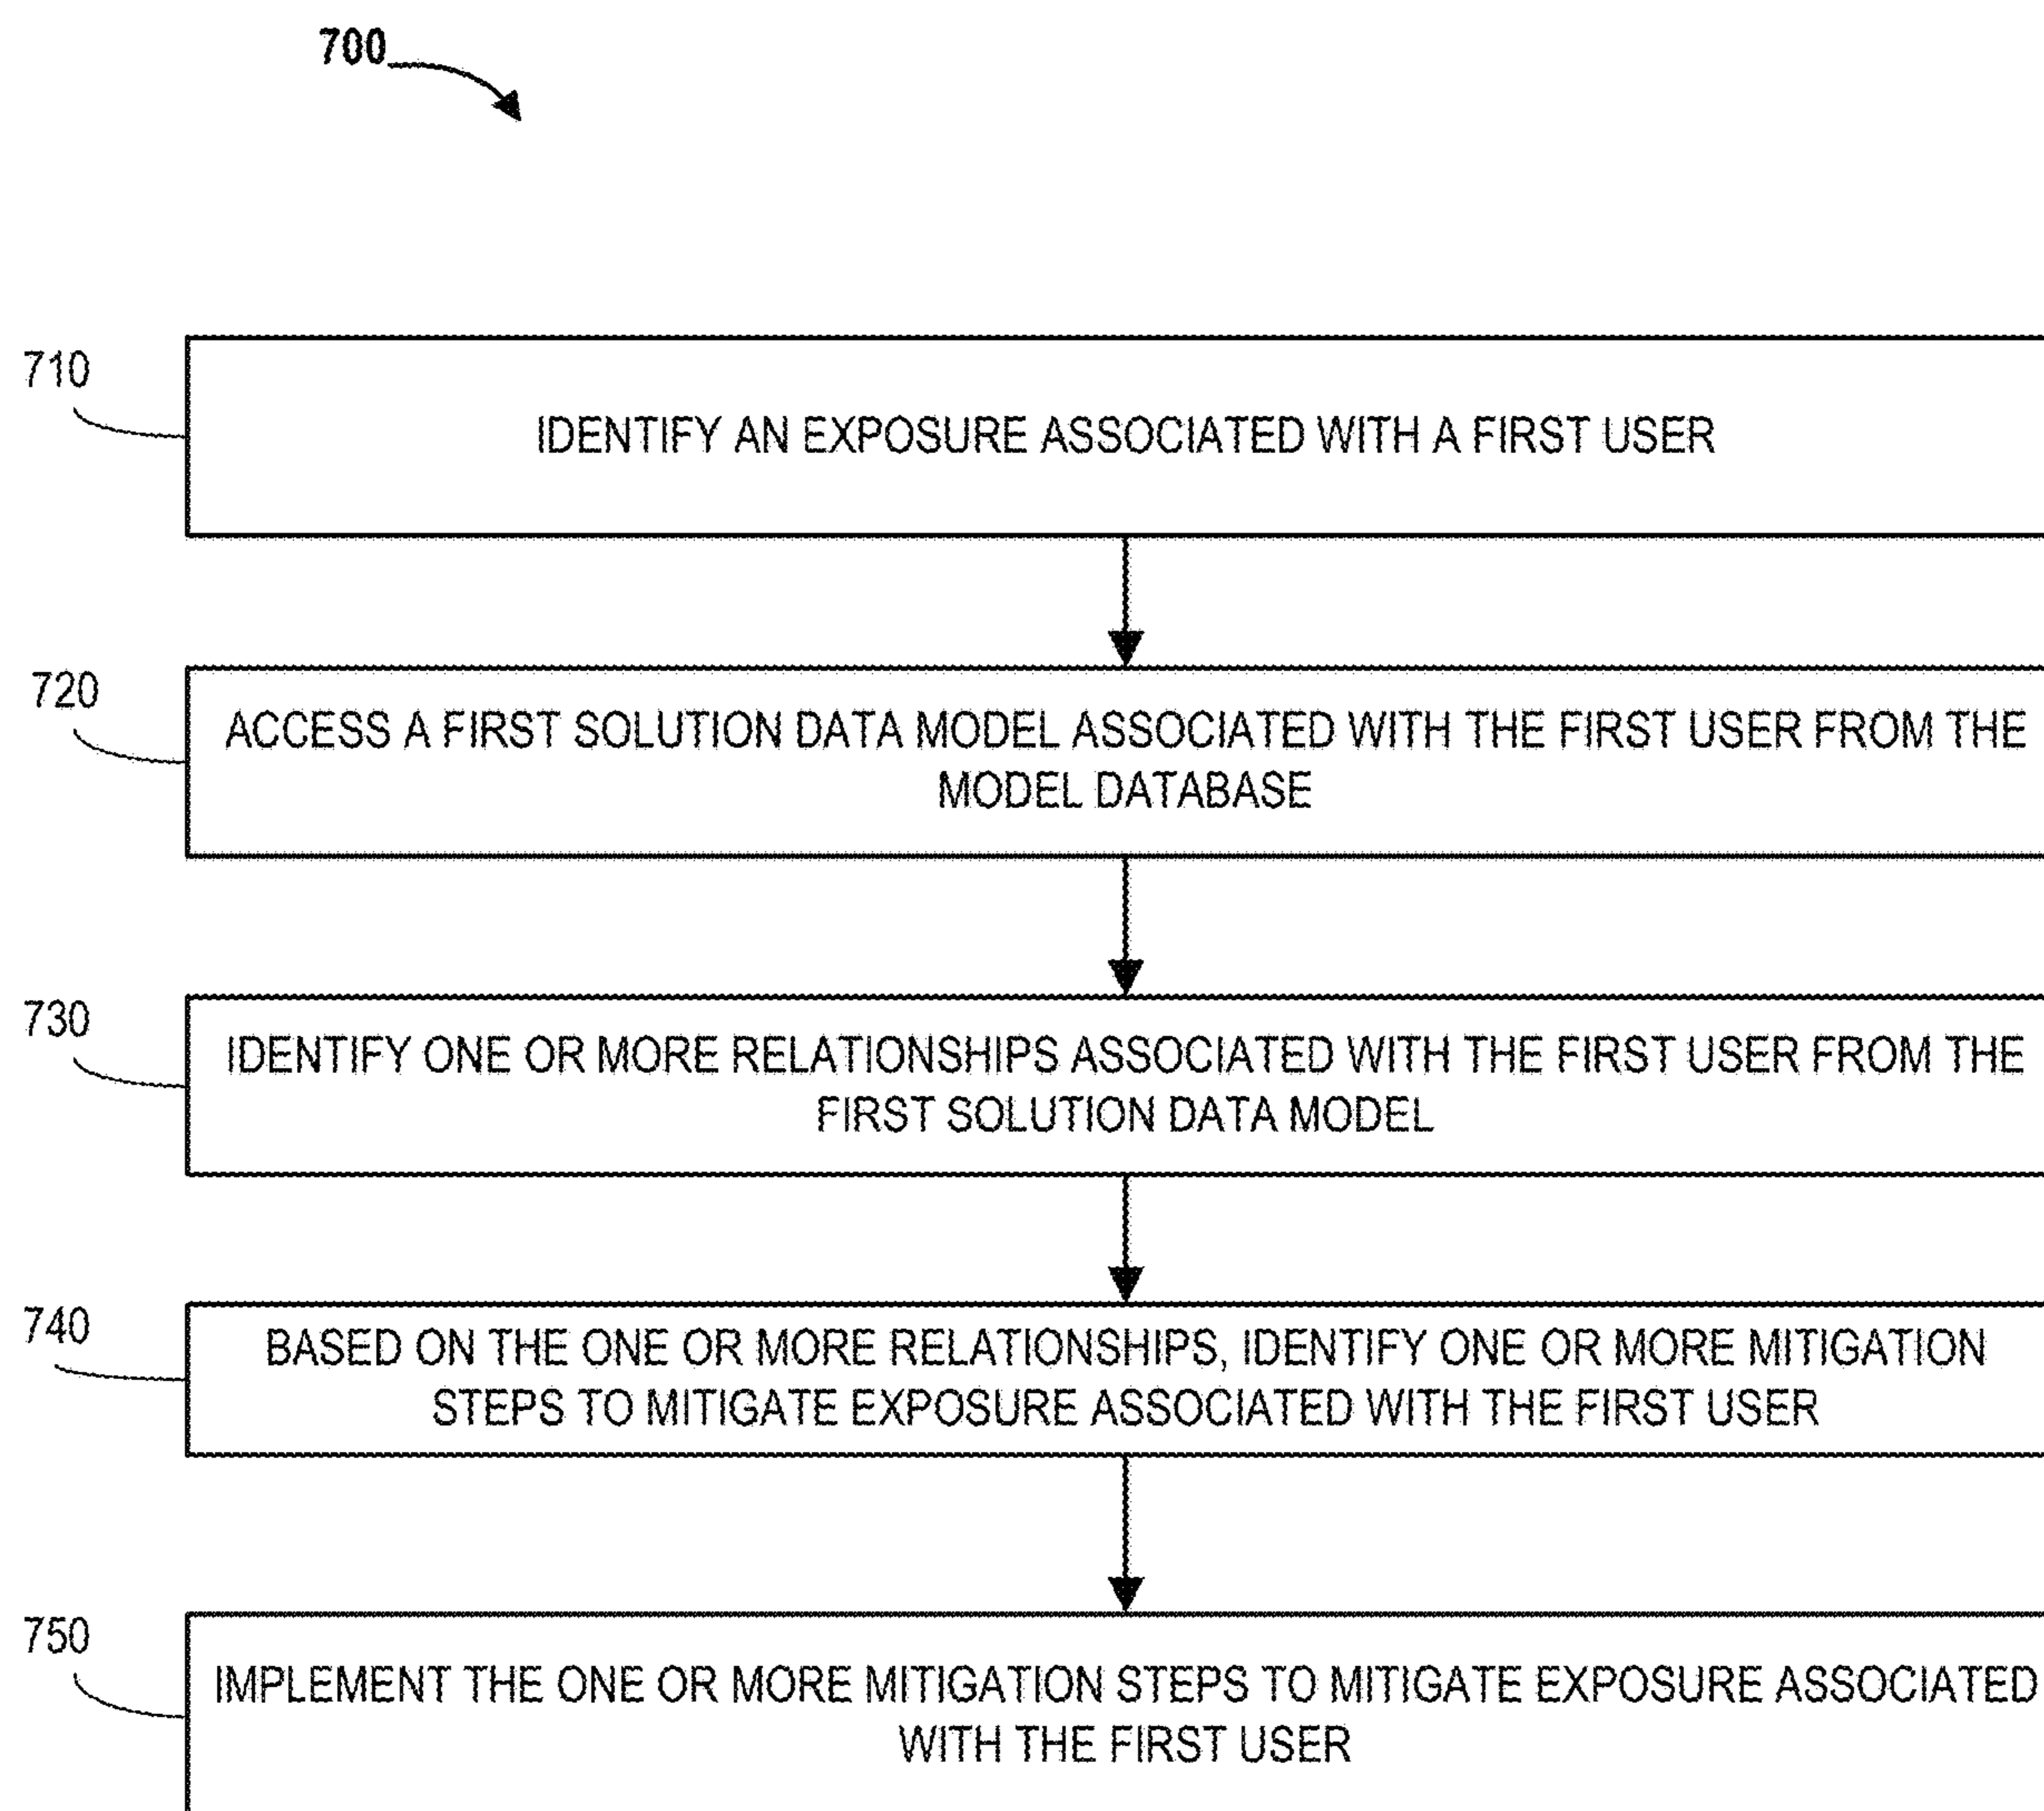 700
710
IDENTIFY AN EXPOSURE ASSOCIATED WITH A FIRST USER
720
ACCESS A FIRST SOLUTION DATA MODEL ASSOCIATED WITH THE FIRST USER FROM THE
MODEL DATABASE
730
IDENTIFY ONE OR MORE RELATIONSHIPS ASSOCIATED WITH THE FIRST USER FROM THE
FIRST SOLUTION DATA MODEL
740
BASED ON THE ONE OR MORE RELATIONSHIPS, IDENTIFY ONE OR MORE MITIGATION
STEPS TO MITIGATE EXPOSURE ASSOCIATED WITH THE FIRST USER
750
IMPLEMENT THE ONE OR MORE MITIGATION STEPS TO MITIGATE EXPOSURE ASSOCIATED
WITH THE FIRST USER